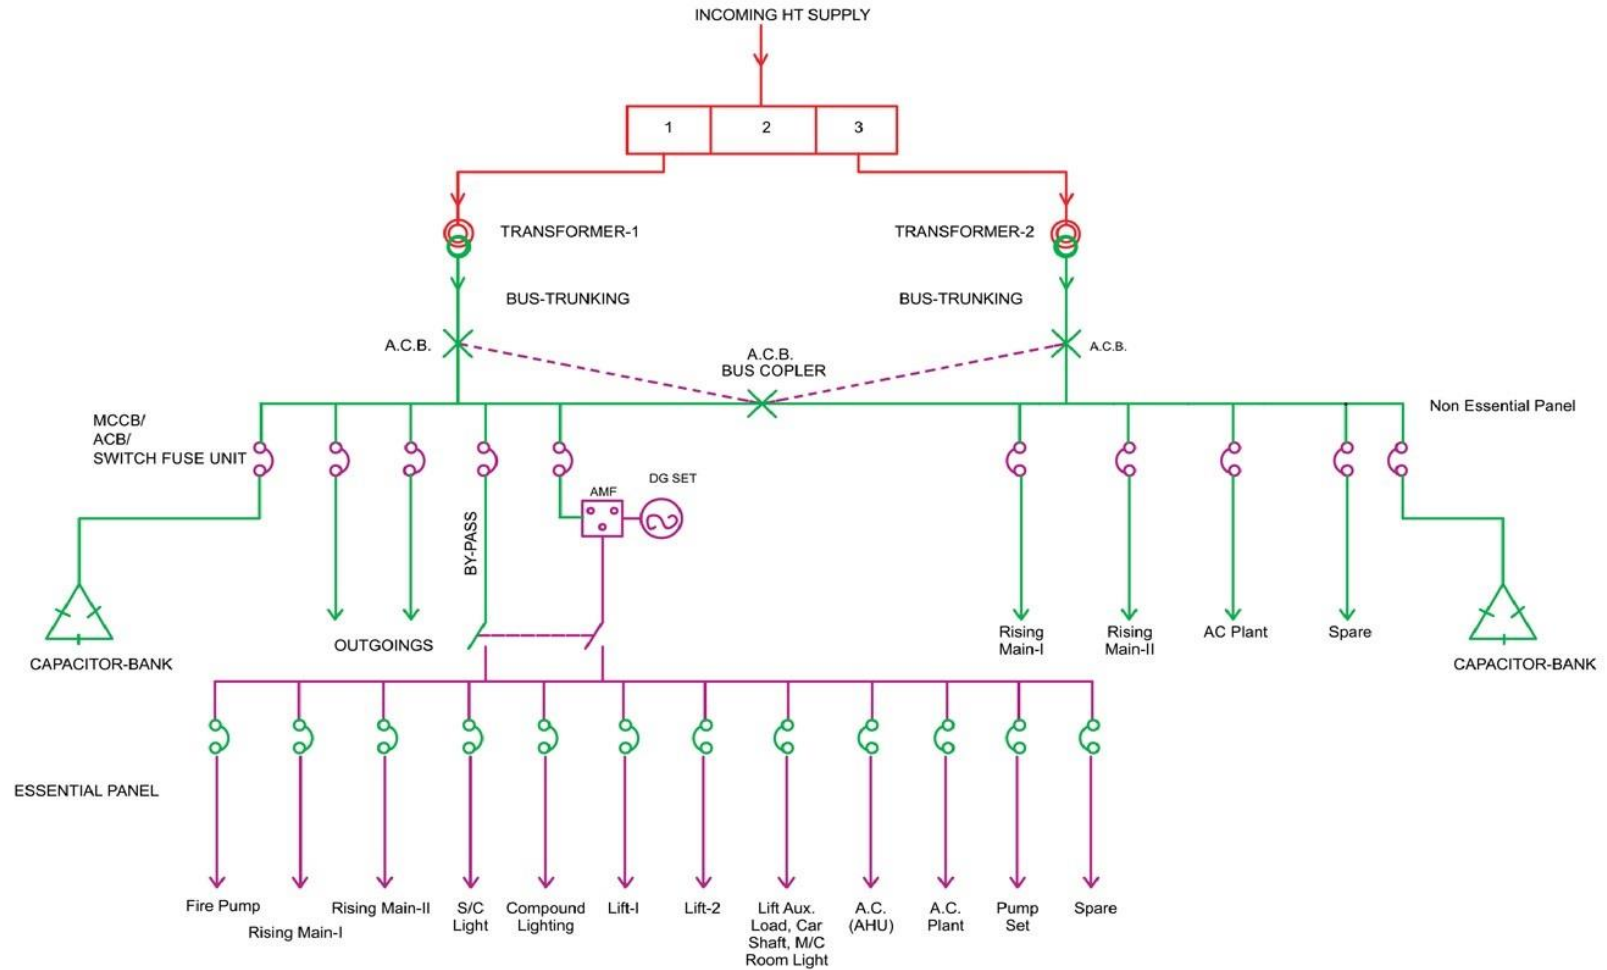 INCOMING HT SUPPLY
1
2
3
TRANSFORMER-1
TRANSFORMER-2
BUS-TRUNKING
BUS-TRUNKING
A.C.B.
A.C.B.
BUS COPLER
A.C.B.
MCCB/
ACB/
SWITCH FUSE UNIT
Non Essential Panel
AMF
DG SET
BY-PASS
CAPACITOR-BANK
OUTGOINGS
Rising
Main-I
Rising
Main-II
AC Plant
Spare
CAPACITOR-BANK
ESSENTIAL PANEL
Fire Pump
Rising Main-I
Rising Main-II
S/C
Light
Compound
Lighting
Lift-I
Lift-2
Lift Aux.
Load, Car
Shaft, M/C
Room Light
A.C.
(AHU)
A.C.
Plant
Pump
Set
Spare